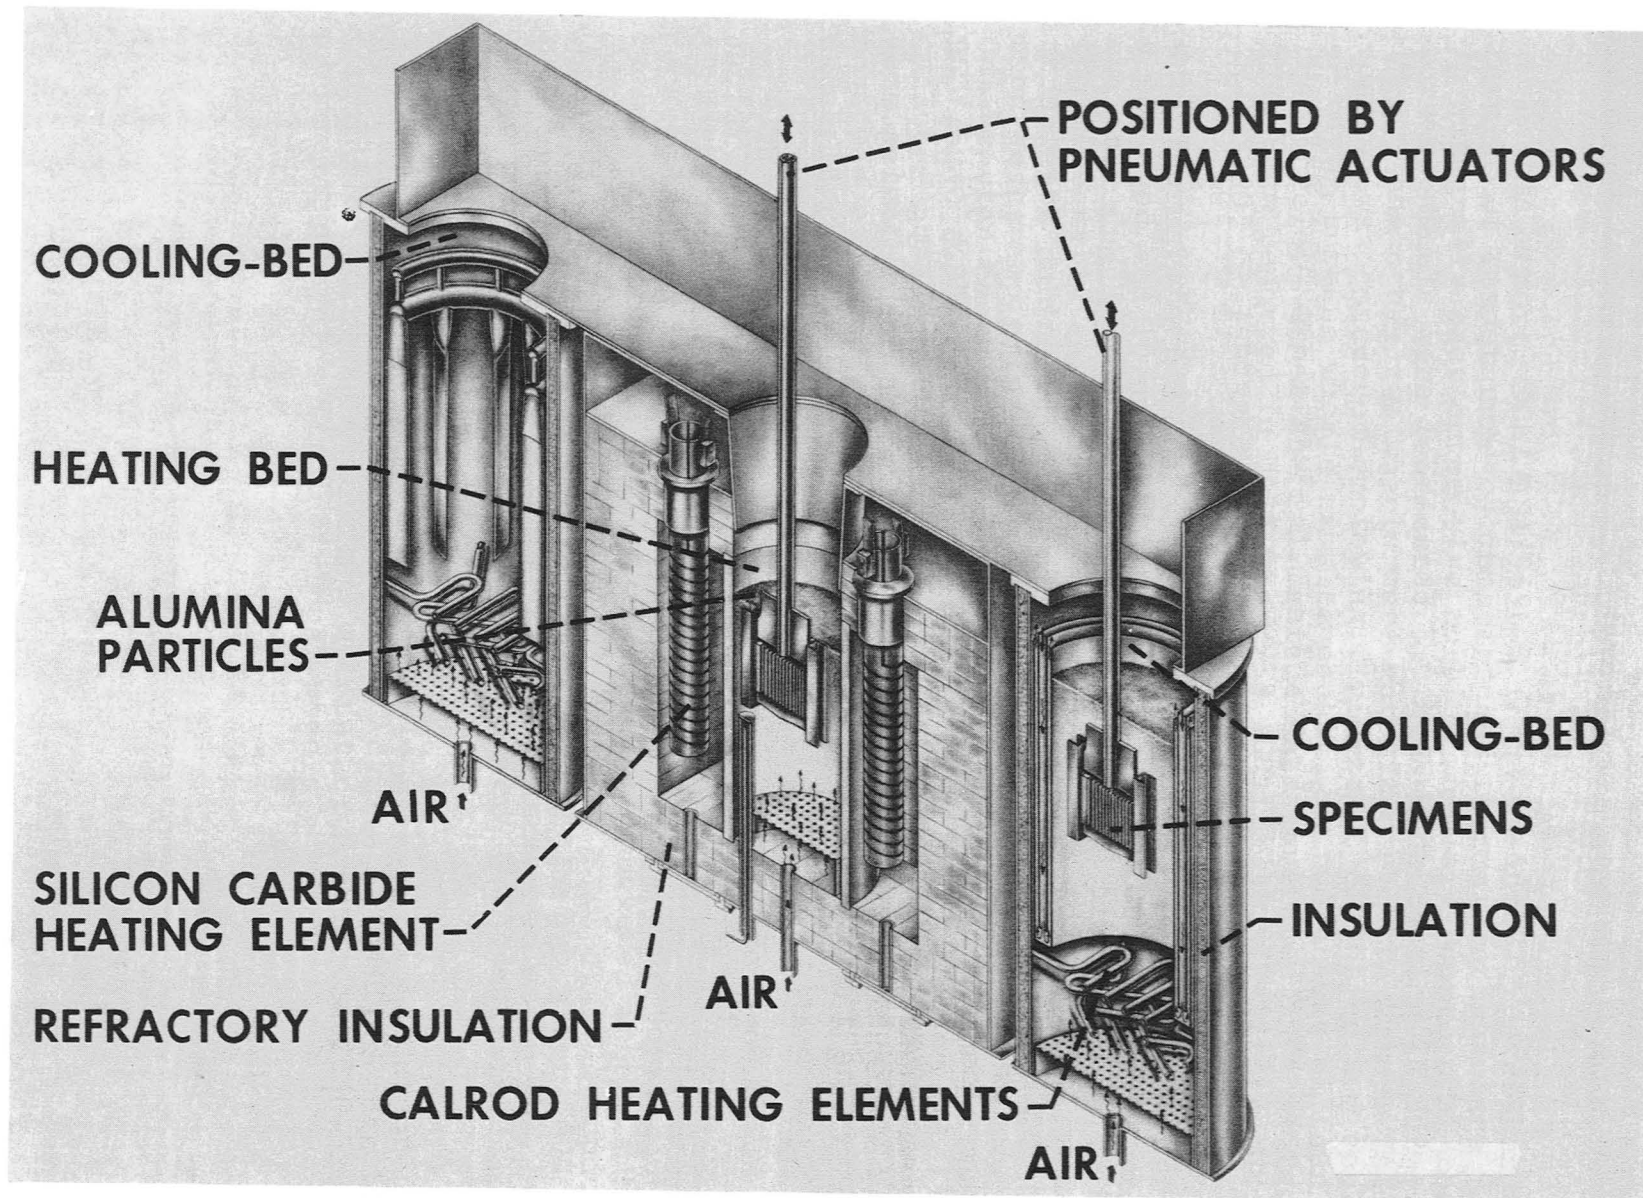 POSITIONED BY
PNEUMATIC ACTUATORS
COOLING-BED
HEATING BED
ALUMINA
PARTICLES
COOLING-BED
AIR
SPECIMENS
SILICON CARBIDE
HEATING ELEMENT
INSULATION
AIR
REFRACTORY INSULATION
CALROD HEATING ELEMENTS
AIR